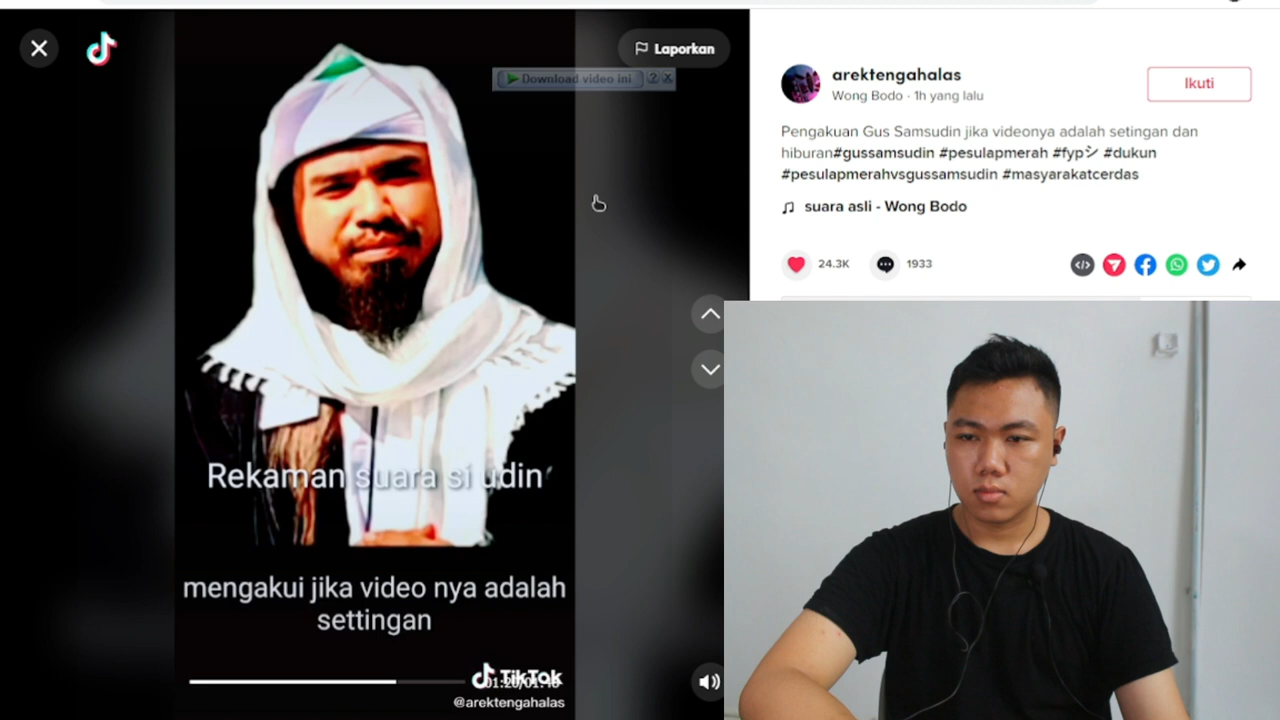 Laporkan
Download video ini
?
arektengahalas
Wong Bodo · 1h yang lalu
Ikuti
Pengakuan Gus Samsudin jika videonya adalah setingan dan
hiburan#gussamsudin #pesulapmerah #fypシ #dukun
#pesulapmerahvsgussamsudin #masyarakatcerdas
suara asli - Wong Bodo
24.3K
1933
Rekaman suara si udin
mengakui jika video nya adalah
settingan
TikTok
@arektengahalas